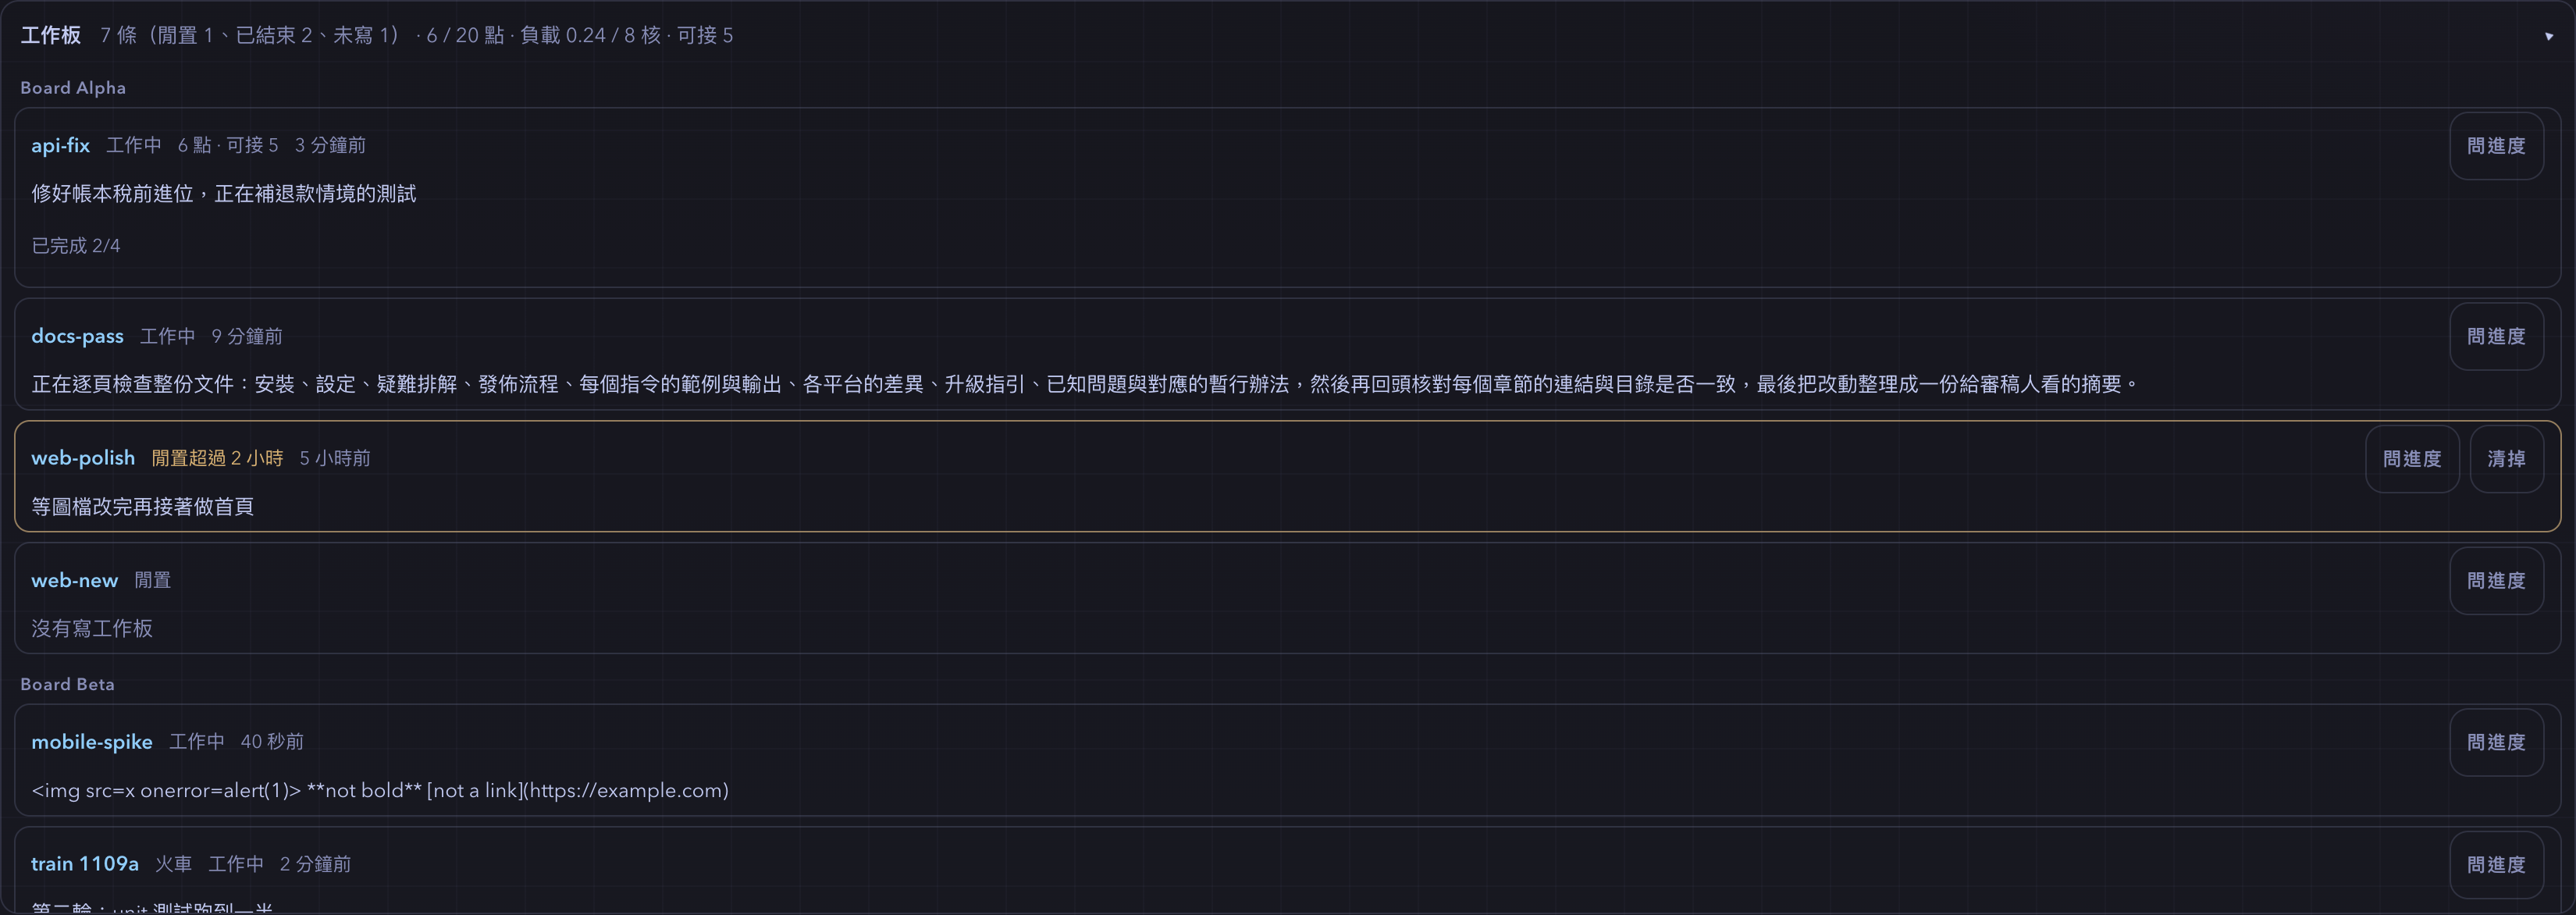 工作板 7 條（閒置 1、已結束 2、未寫 1） · 6 / 20 點 · 負載 0.24 / 8 核 · 可接 5
Board Alpha
api-fix 工作中 6 點 · 可接 5 3 分鐘前 問進度
修好帳本稅前進位，正在補退款情境的測試
已完成 2/4
docs-pass 工作中 9 分鐘前 問進度
正在逐頁檢查整份文件：安裝、設定、疑難排解、發佈流程、每個指令的範例與輸出、各平台的差異、升級指引、已知問題與對應的暫行辦法，然後再回頭核對每個章節的連結與目錄是否一致，最後把改動整理成一份給審稿人看的摘要。
web-polish 閒置超過 2 小時 5 小時前 問進度 清掉
等圖檔改完再接著做首頁
web-new 閒置 問進度
沒有寫工作板
Board Beta
mobile-spike 工作中 40 秒前 問進度
<img src=x onerror=alert(1)> **not bold** [not a link](https://example.com)
train 1109a 火車 工作中 2 分鐘前 問進度
第二輪：unit 測試跑到一半